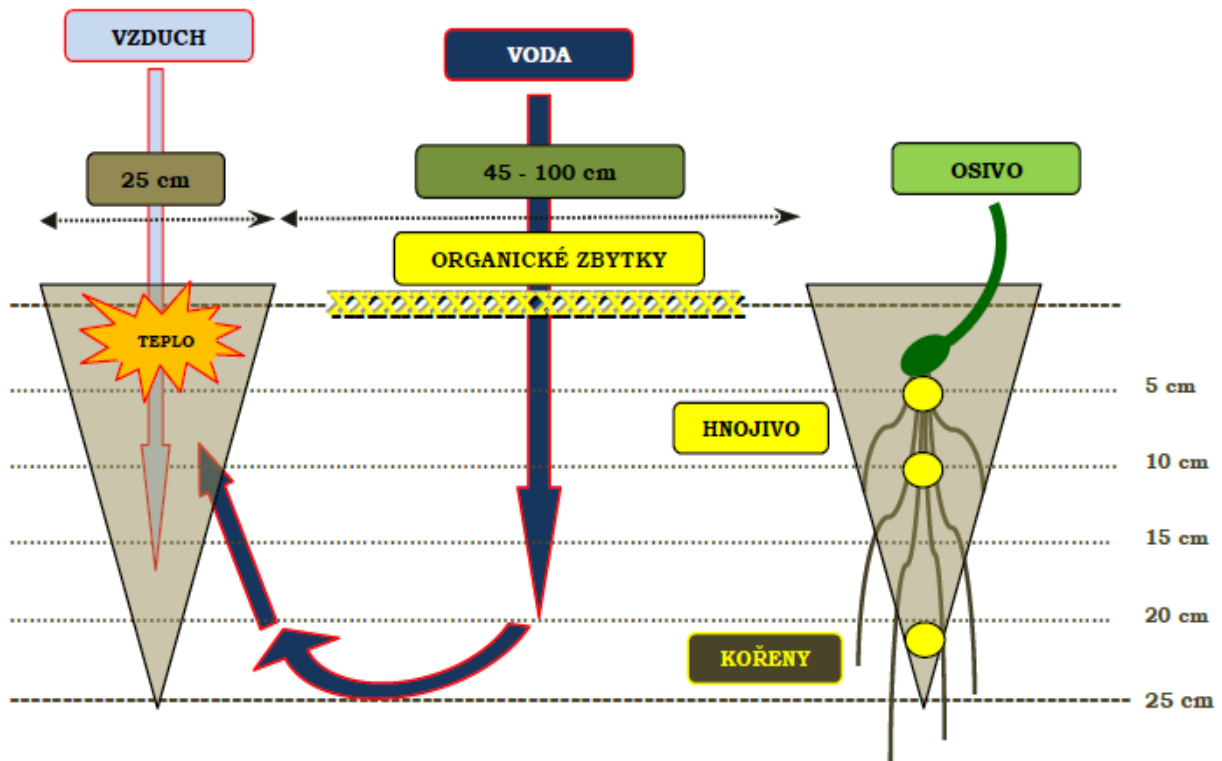 VZDUCH
VODA
25 cm
45 - 100 cm
OSIVO
ORGANICKÉ ZBYTKY
TEPLO
5 cm
HNOJIVO
10 cm
15 cm
20 cm
KOŘENY
25 cm